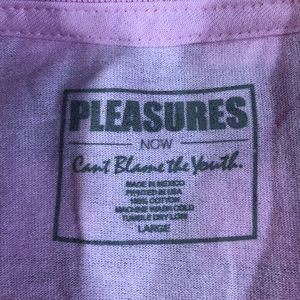 PLEASURES
NOW
Cant Blame the Youth.
MADE IN MEXICO
PRINTED IN USA
100% COTTON
MACHINE WASH COLD
TUMBLE DRY LOW
LARGE